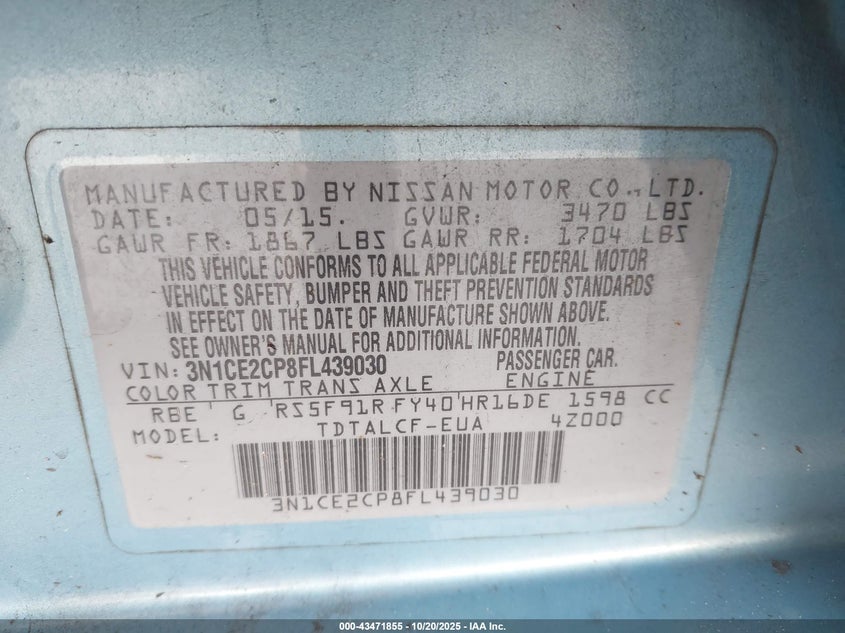 MANUFACTURED BY NISSAN MOTOR CO., LTD.
DATE: 05/15. GVWR: 3470 LBS
GAWR FR: 1867 LBS GAWR RR: 1704 LBS
THIS VEHICLE CONFORMS TO ALL APPLICABLE FEDERAL MOTOR
VEHICLE SAFETY, BUMPER AND THEFT PREVENTION STANDARDS
IN EFFECT ON THE DATE OF MANUFACTURE SHOWN ABOVE.
SEE OWNER'S MANUAL FOR ADDITIONAL INFORMATION.
VIN: 3N1CE2CP8FL439030 PASSENGER CAR.
COLOR TRIM TRANS AXLE ENGINE
RBE G RS5F91R FY40 HR16DE 1598 CC
MODEL: TDTALCF-EUA 4Z000
3N1CE2CP8FL439030
000-43471855 | 10/20/2025 - IAA Inc.